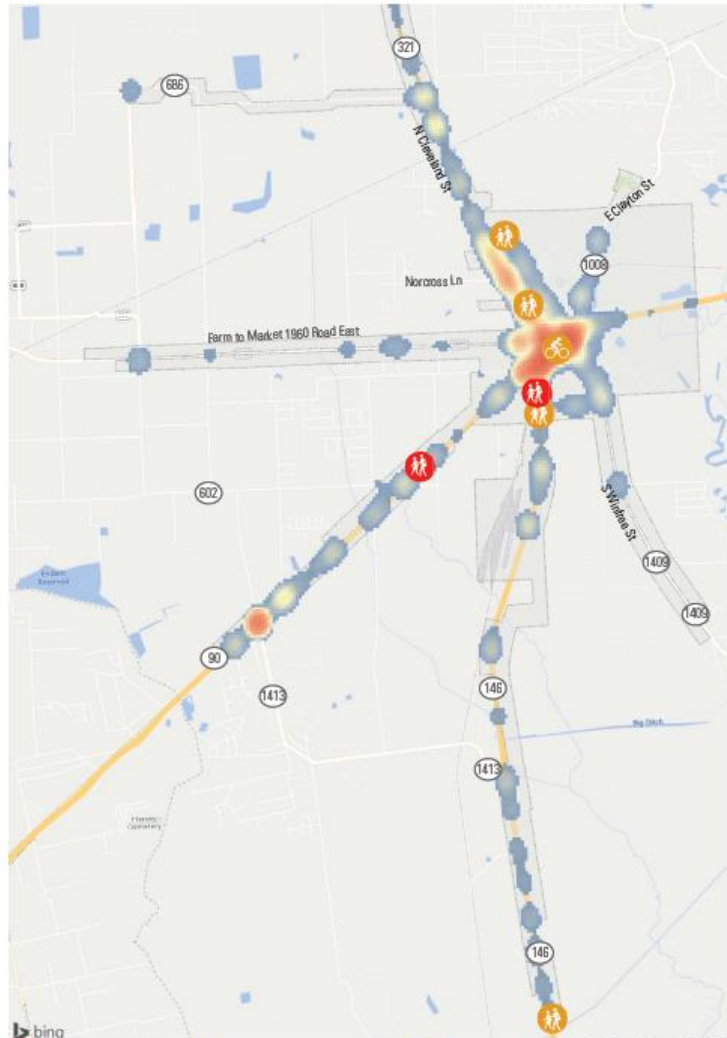 321
686
N Cleveland St
E Clayton St
1008
Norcross Ln
Farm to Market 1960 Road East
602
S Winfree St
1409
1409
90
146
1413
Big Ditch
1413
146
bing